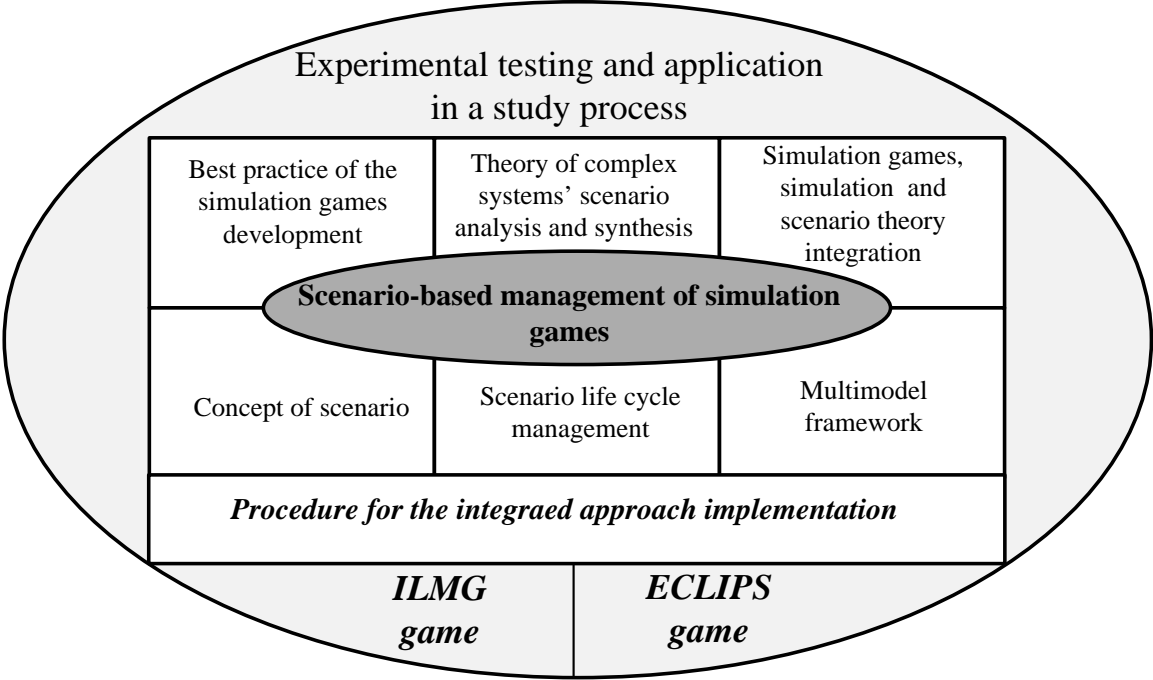 Experimental testing and application
in a study process
Best practice of the
simulation games
development
Theory of complex
systems’ scenario
analysis and synthesis
Simulation games,
simulation and
scenario theory
integration
Scenario-based management of simulation
games
Concept of scenario
Scenario life cycle
management
Multimodel
framework
Procedure for the integraed approach implementation
ILMG
game
ECLIPS
game